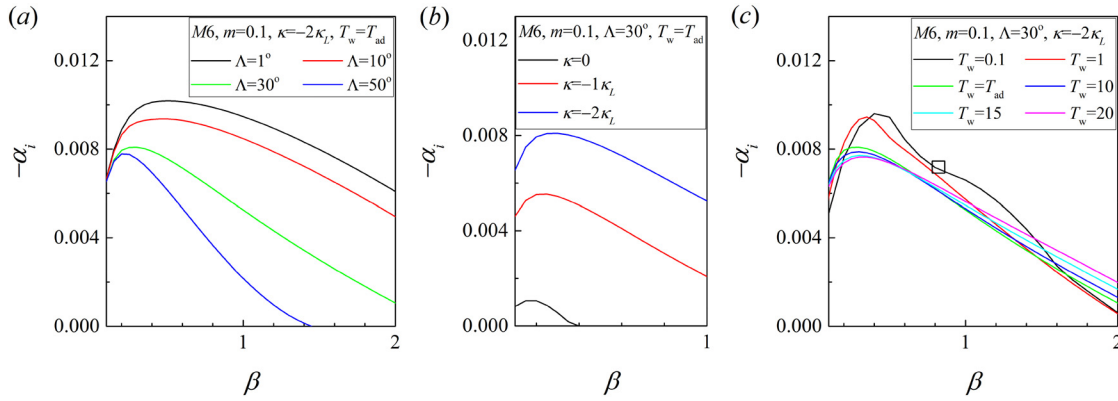 (a)
M6, m=0.1, κ=−2κL, Tw=Tad
Λ=1° Λ=10°
Λ=30° Λ=50°
0.012
0.008
0.004
0.000
−αi
1 2
β
(b)
M6, m=0.1, Λ=30°, Tw=Tad
κ=0
κ=−1κL
κ=−2κL
0.012
0.008
0.004
0.000
−αi
1
β
(c)
M6, m=0.1, Λ=30°, κ=−2κL
Tw=0.1 Tw=1
Tw=Tad Tw=10
Tw=15 Tw=20
0.012
0.008
0.004
0.000
−αi
1 2
β